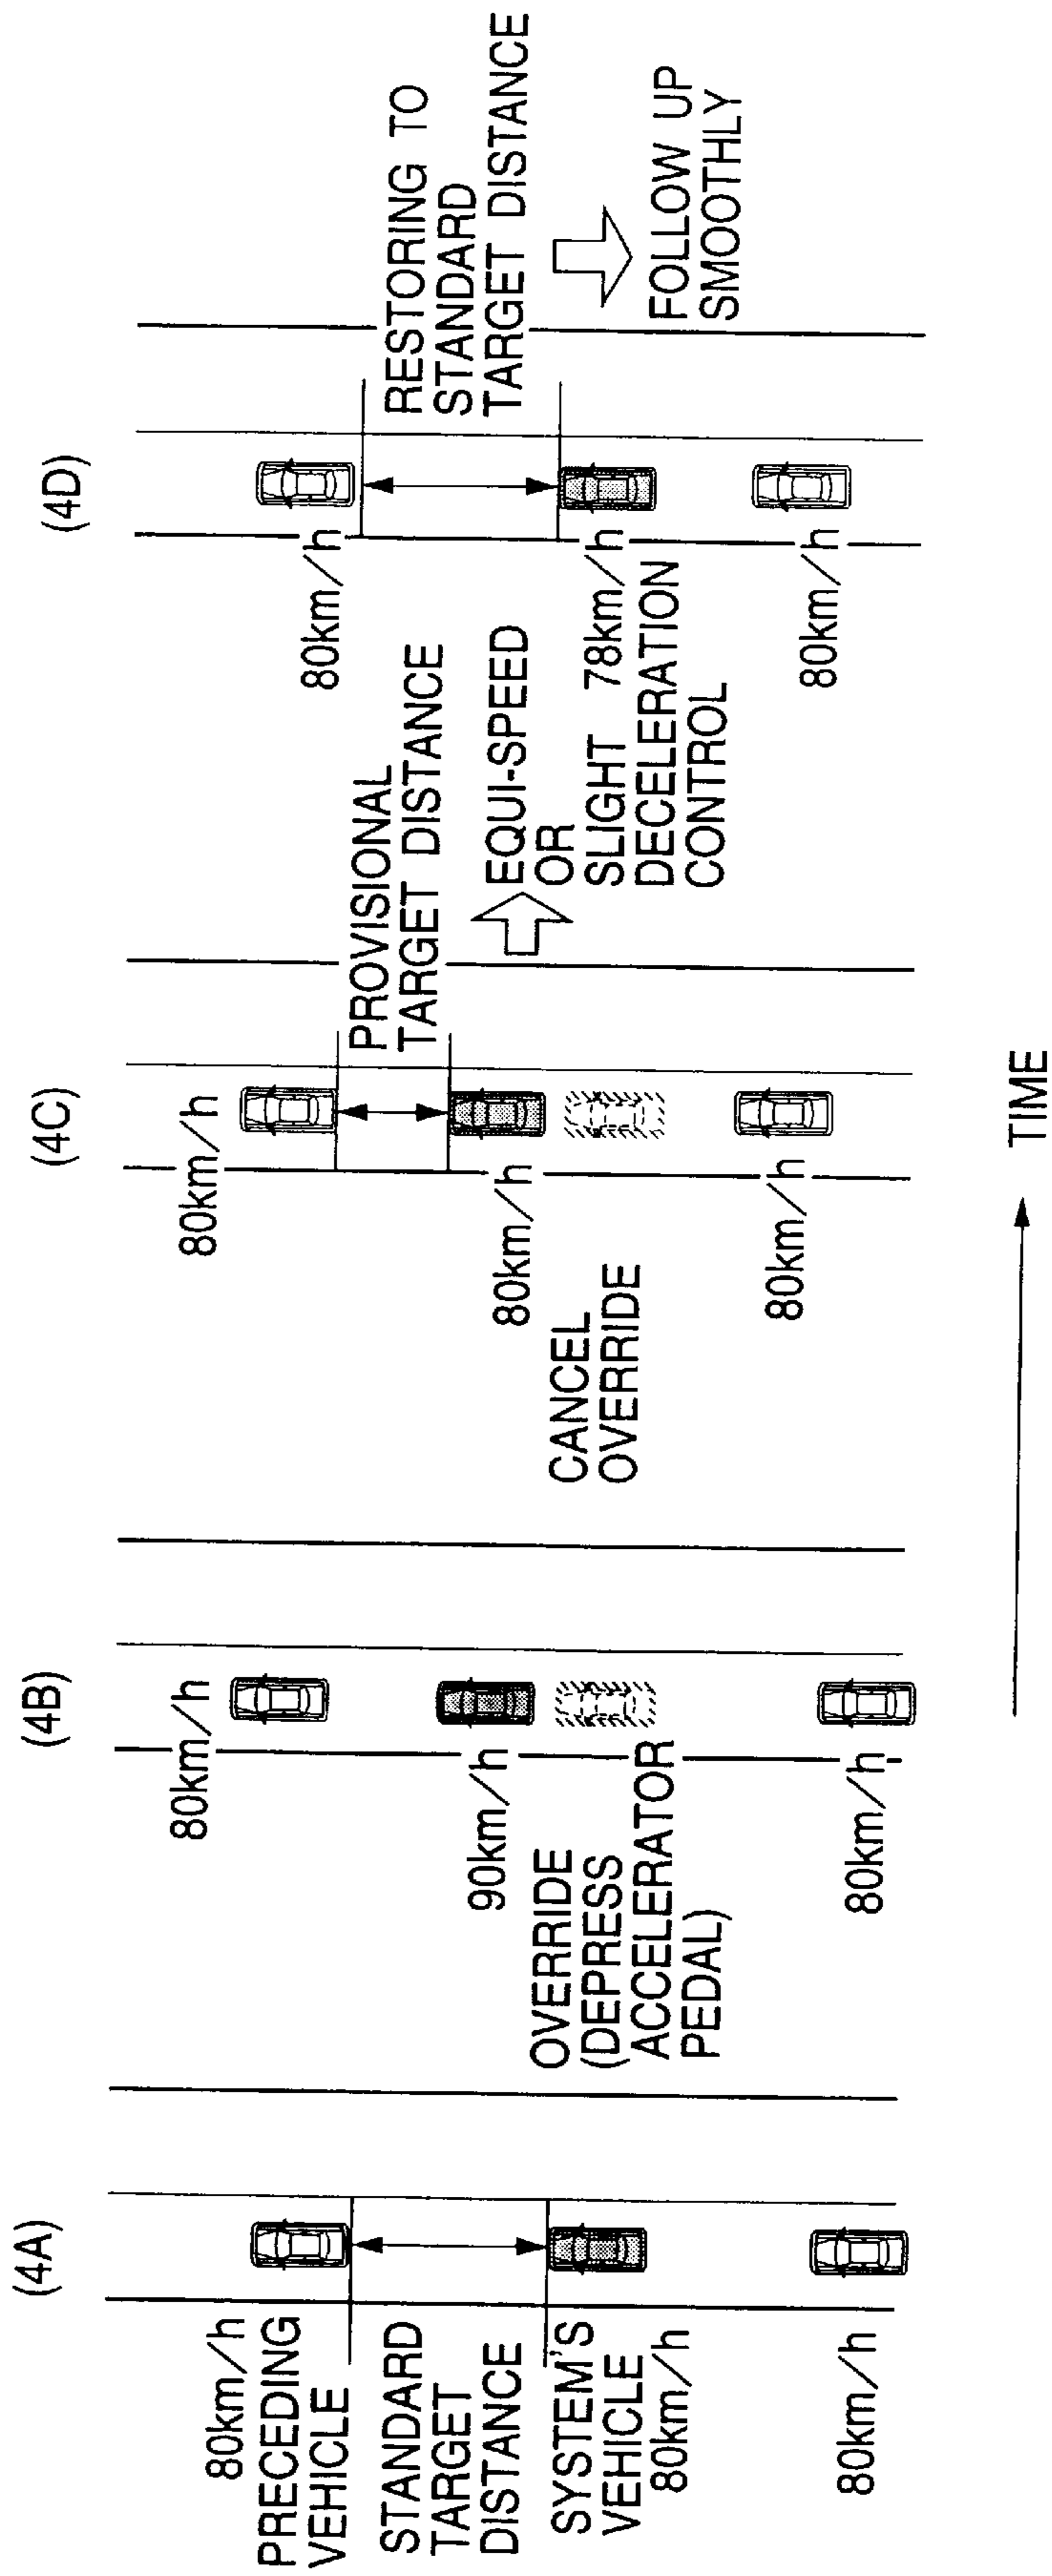 (4A)
80km/h
PRECEDING
VEHICLE
STANDARD
TARGET
DISTANCE
SYSTEM'S
VEHICLE
80km/h
80km/h
(4B)
80km/h
90km/h
OVERRIDE
(DEPRESS
ACCELERATOR
PEDAL)
80km/h
(4C)
80km/h
PROVISIONAL
TARGET DISTANCE
80km/h
CANCEL
OVERRIDE
80km/h
EQUI-SPEED
OR
SLIGHT
DECELERATION
CONTROL
(4D)
80km/h
RESTORING TO
STANDARD
TARGET DISTANCE
78km/h
FOLLOW UP
SMOOTHLY
80km/h
TIME